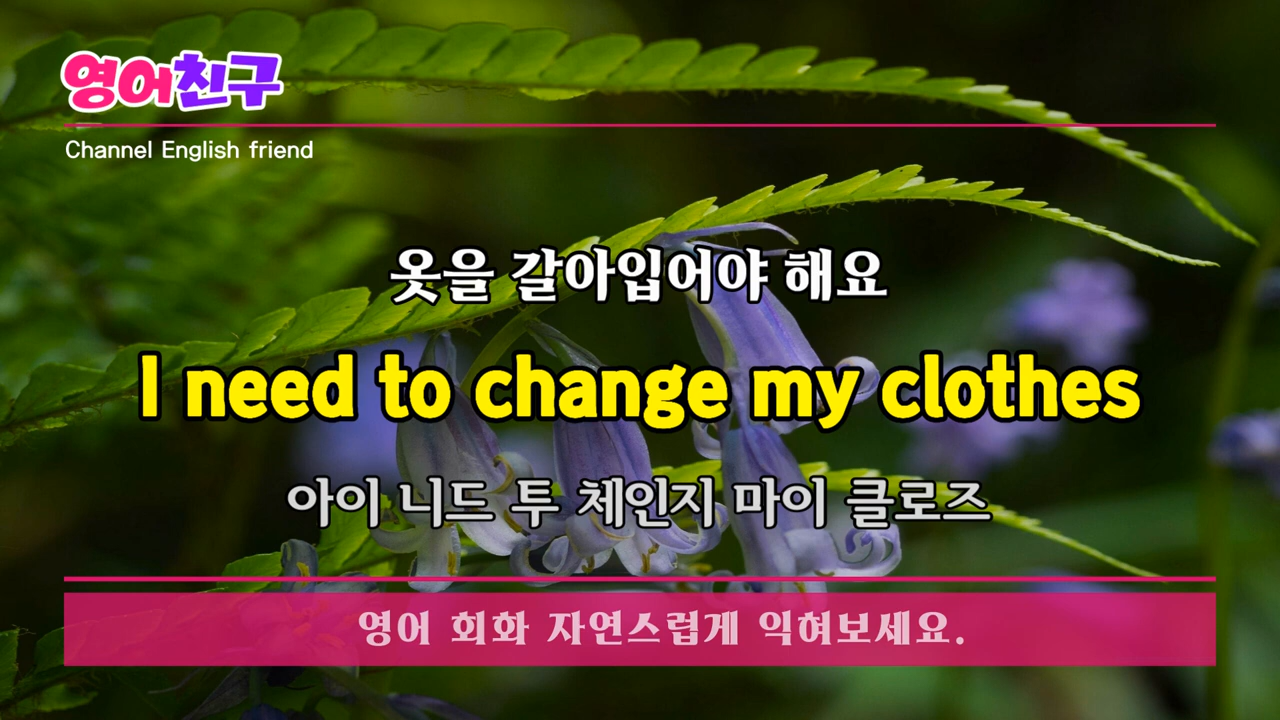 영어친구
Channel English friend
옷을 갈아입어야 해요
I need to change my clothes
아이 니드 투 체인지 마이 클로즈
영어 회화 자연스럽게 익혀보세요.